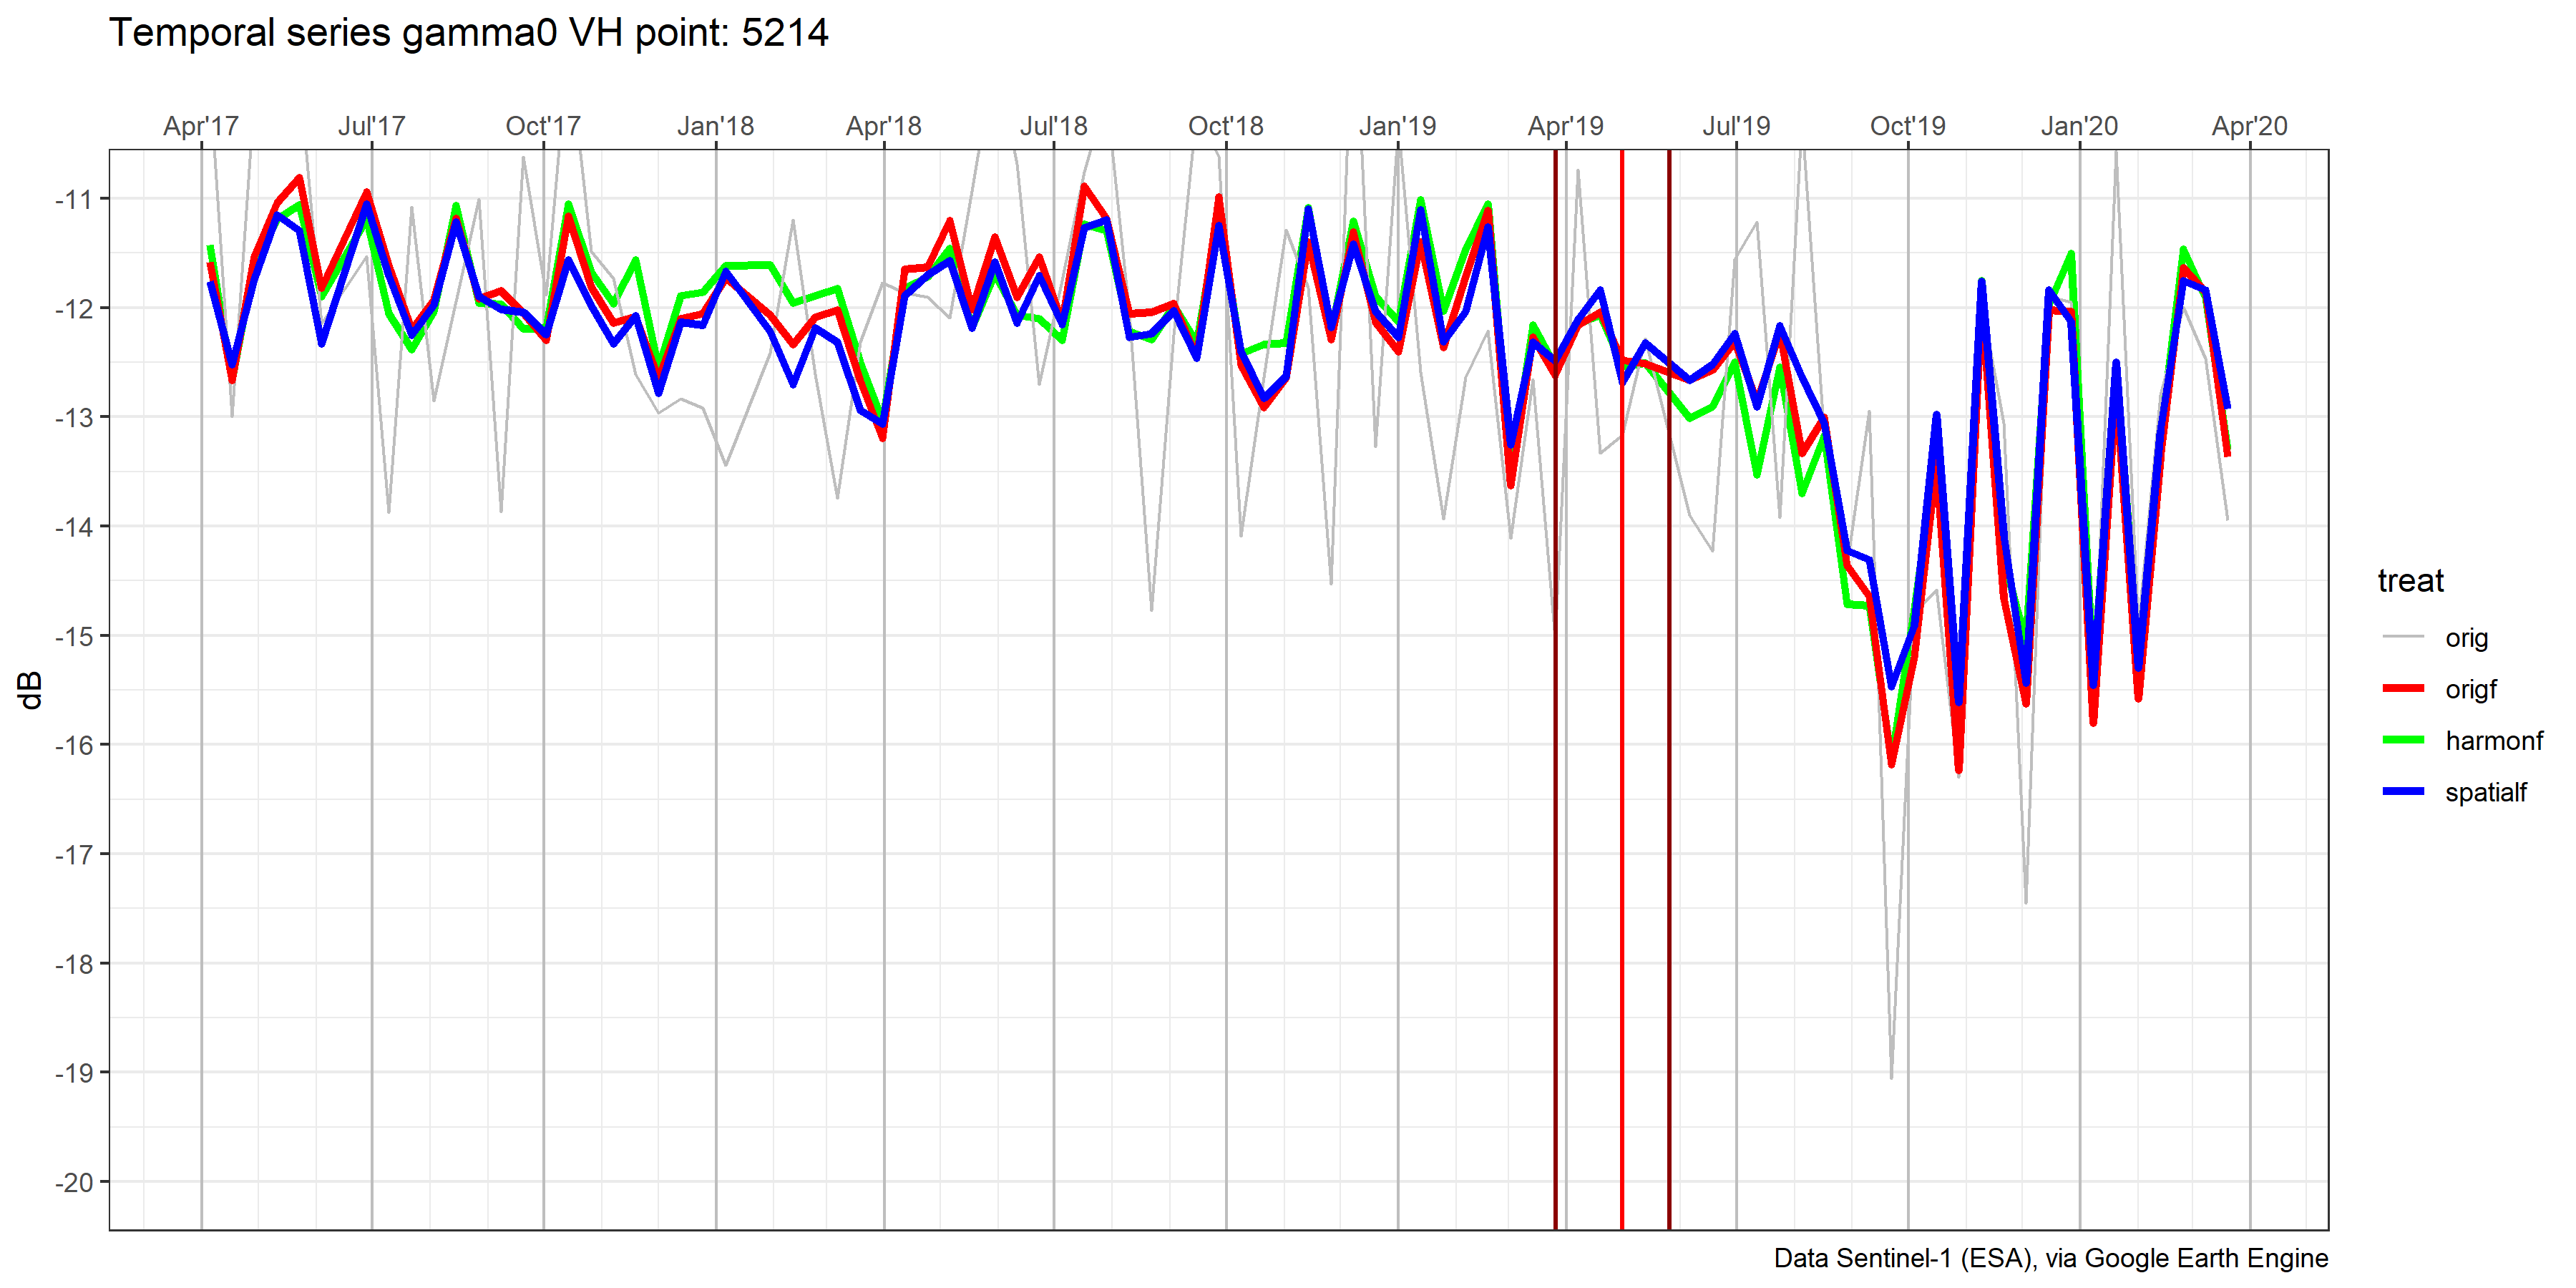 Temporal series gamma0 VH point: 5214
Apr'17 Jul'17 Oct'17 Jan'18 Apr'18 Jul'18 Oct'18 Jan'19 Apr'19 Jul'19 Oct'19 Jan'20 Apr'20
-11
-12
-13
-14
-15
-16
-17
-18
-19
-20
dB
treat
orig
origf
harmonf
spatialf
Data Sentinel-1 (ESA), via Google Earth Engine